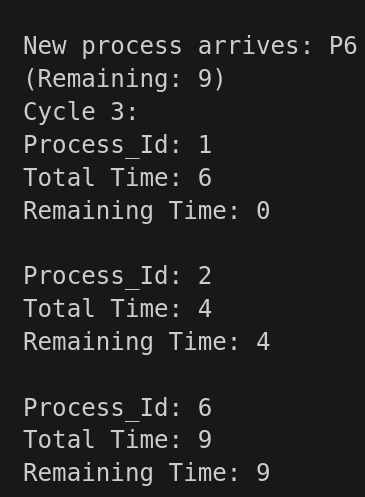 New process arrives: P6
(Remaining: 9)
Cycle 3:
Process_Id: 1
Total Time: 6
Remaining Time: 0
Process_Id: 2
Total Time: 4
Remaining Time: 4
Process_Id: 6
Total Time: 9
Remaining Time: 9